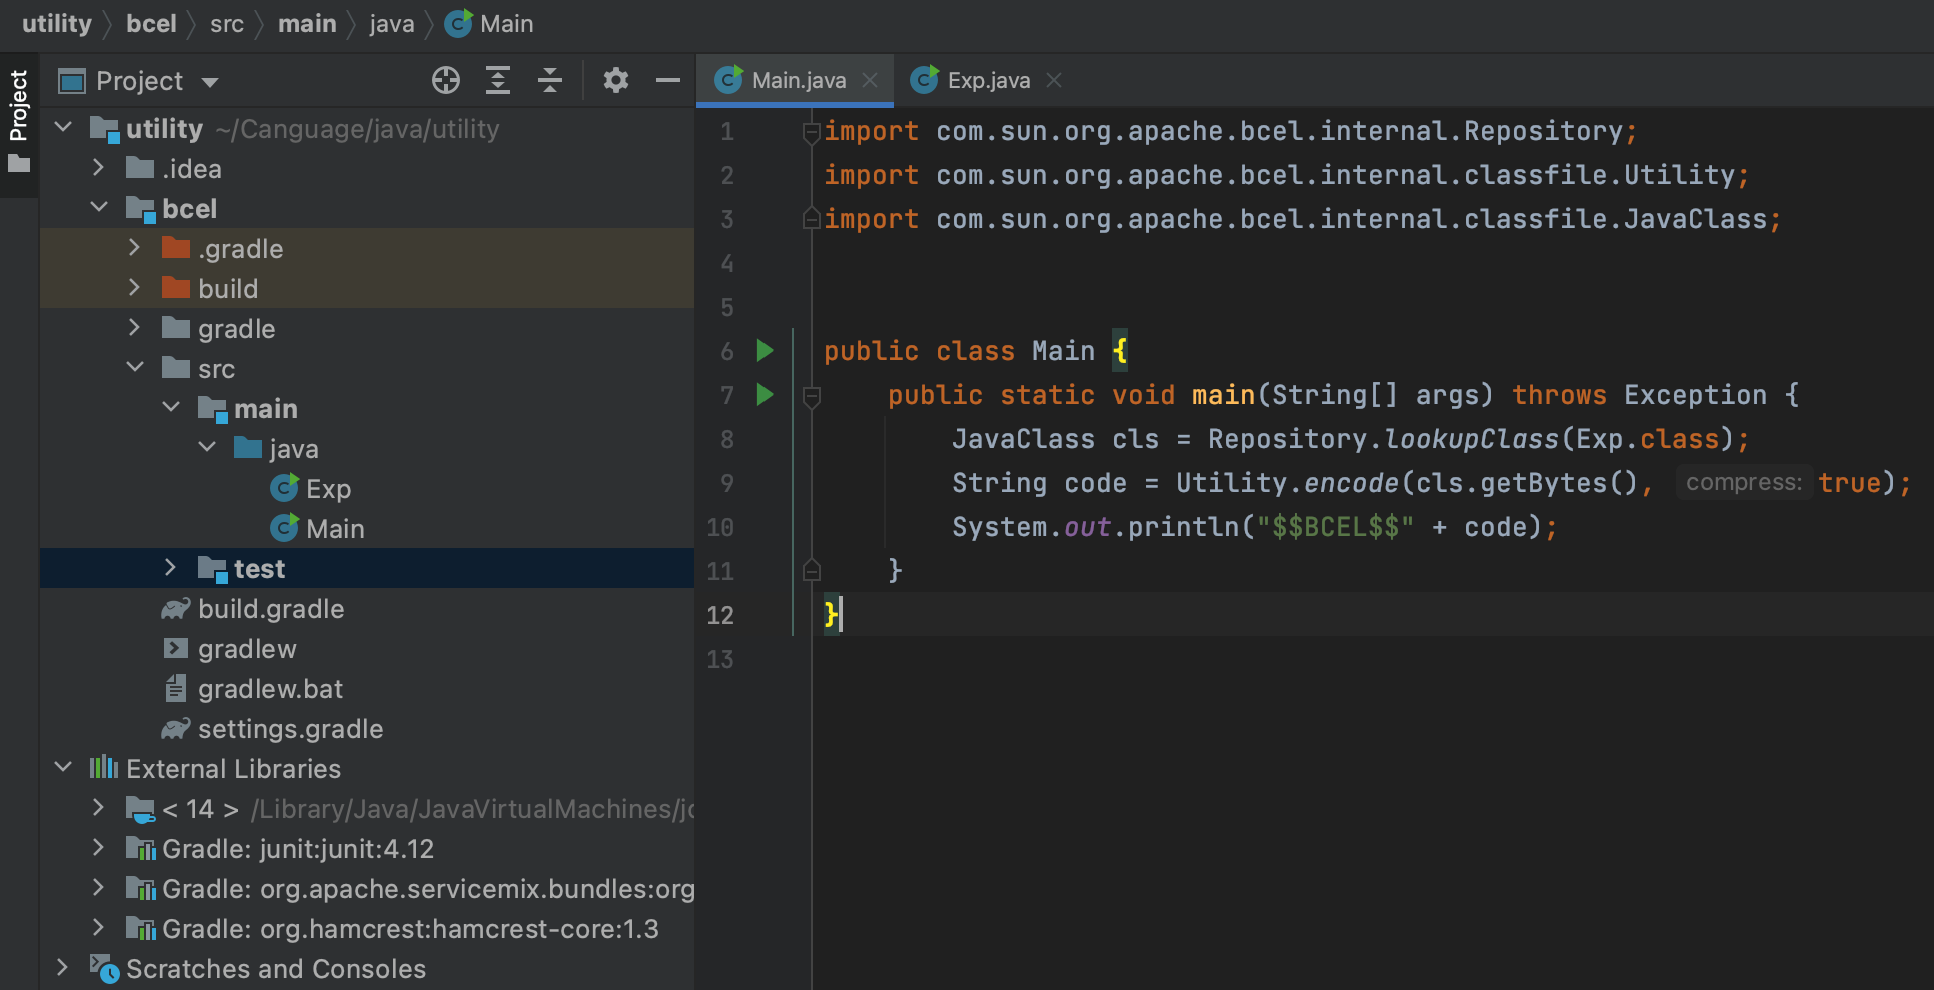 utility bcel src main java Main
Project
Project
Main.java
Exp.java
utility ~/Canguage/java/utility
.idea
bcel
.gradle
build
gradle
src
main
java
Exp
Main
test
build.gradle
gradlew
gradlew.bat
settings.gradle
External Libraries
< 14 > /Library/Java/JavaVirtualMachines/
Gradle: junit:junit:4.12
Gradle: org.apache.servicemix.bundles:org
Gradle: org.hamcrest:hamcrest-core:1.3
Scratches and Consoles
1 import com.sun.org.apache.bcel.internal.Repository;
2 import com.sun.org.apache.bcel.internal.classfile.Utility;
3 import com.sun.org.apache.bcel.internal.classfile.JavaClass;
4
5
6 public class Main {
7 public static void main(String[] args) throws Exception {
8 JavaClass cls = Repository.lookupClass(Exp.class);
9 String code = Utility.encode(cls.getBytes(), compress: true);
10 System.out.println("$$BCEL$$" + code);
11 }
12 }
13